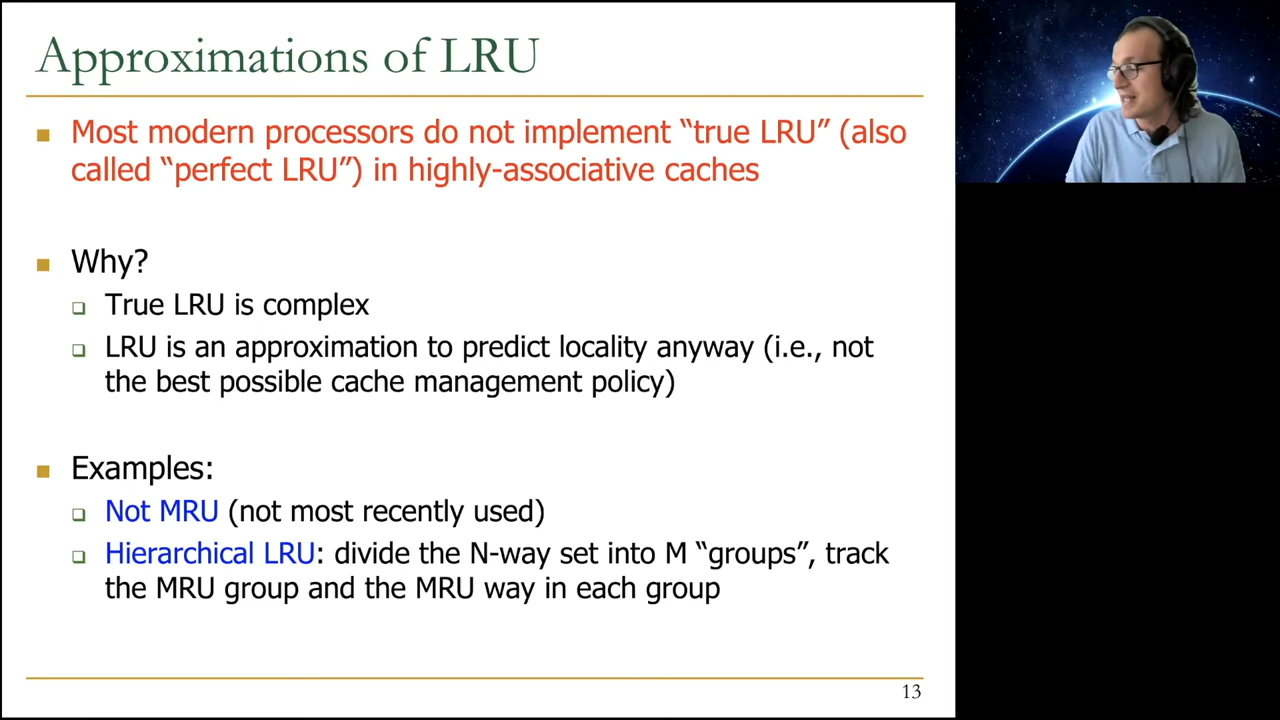 Approximations of LRU
Most modern processors do not implement “true LRU” (also
called “perfect LRU”) in highly-associative caches
Why?
True LRU is complex
LRU is an approximation to predict locality anyway (i.e., not
the best possible cache management policy)
Examples:
Not MRU (not most recently used)
Hierarchical LRU: divide the N-way set into M “groups”, track
the MRU group and the MRU way in each group
13